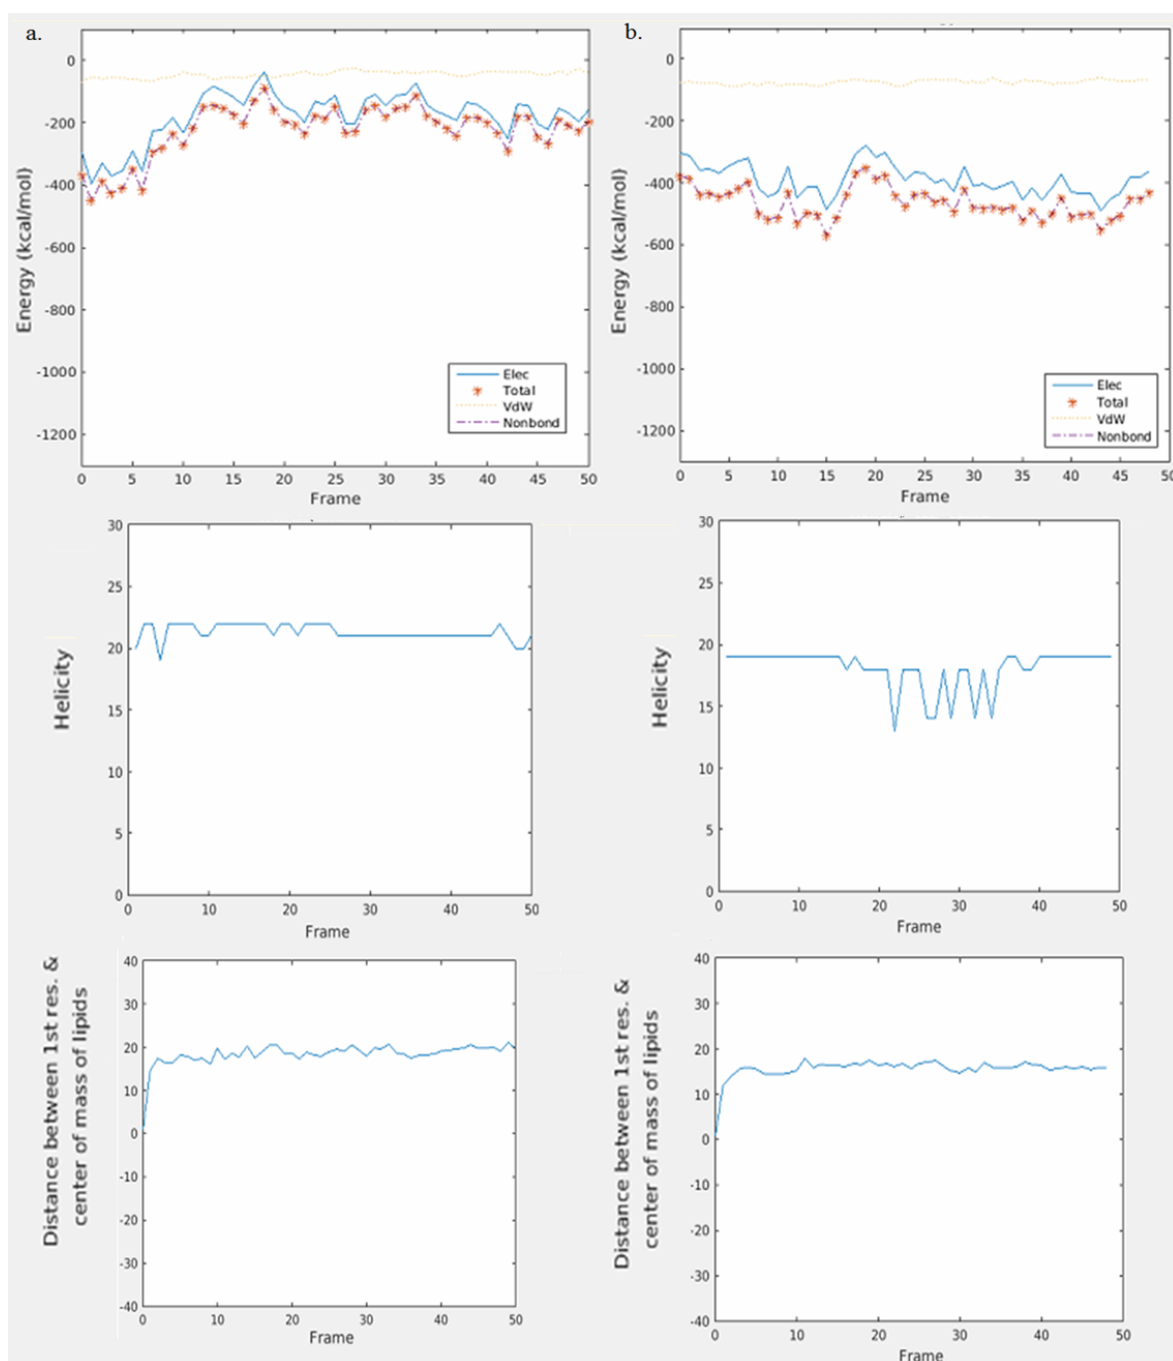 a.
b.
Energy (kcal/mol)
0
-200
-400
-600
-800
-1000
-1200
Elec
Total
VdW
Nonbond
0 5 10 15 20 25 30 35 40 45 50
Frame
Energy (kcal/mol)
0
-200
-400
-600
-800
-1000
-1200
Elec
Total
VdW
Nonbond
0 5 10 15 20 25 30 35 40 45 50
Frame
Helicity
30
25
20
15
10
5
0
0 10 20 30 40 50
Frame
Helicity
30
25
20
15
10
5
0
0 10 20 30 40 50
Frame
Distance between 1st res. &
center of mass of lipids
40
30
20
10
0
-10
-20
-30
-40
0 10 20 30 40 50
Frame
Distance between 1st res. &
center of mass of lipids
40
30
20
10
0
-10
-20
-30
-40
0 10 20 30 40 50
Frame